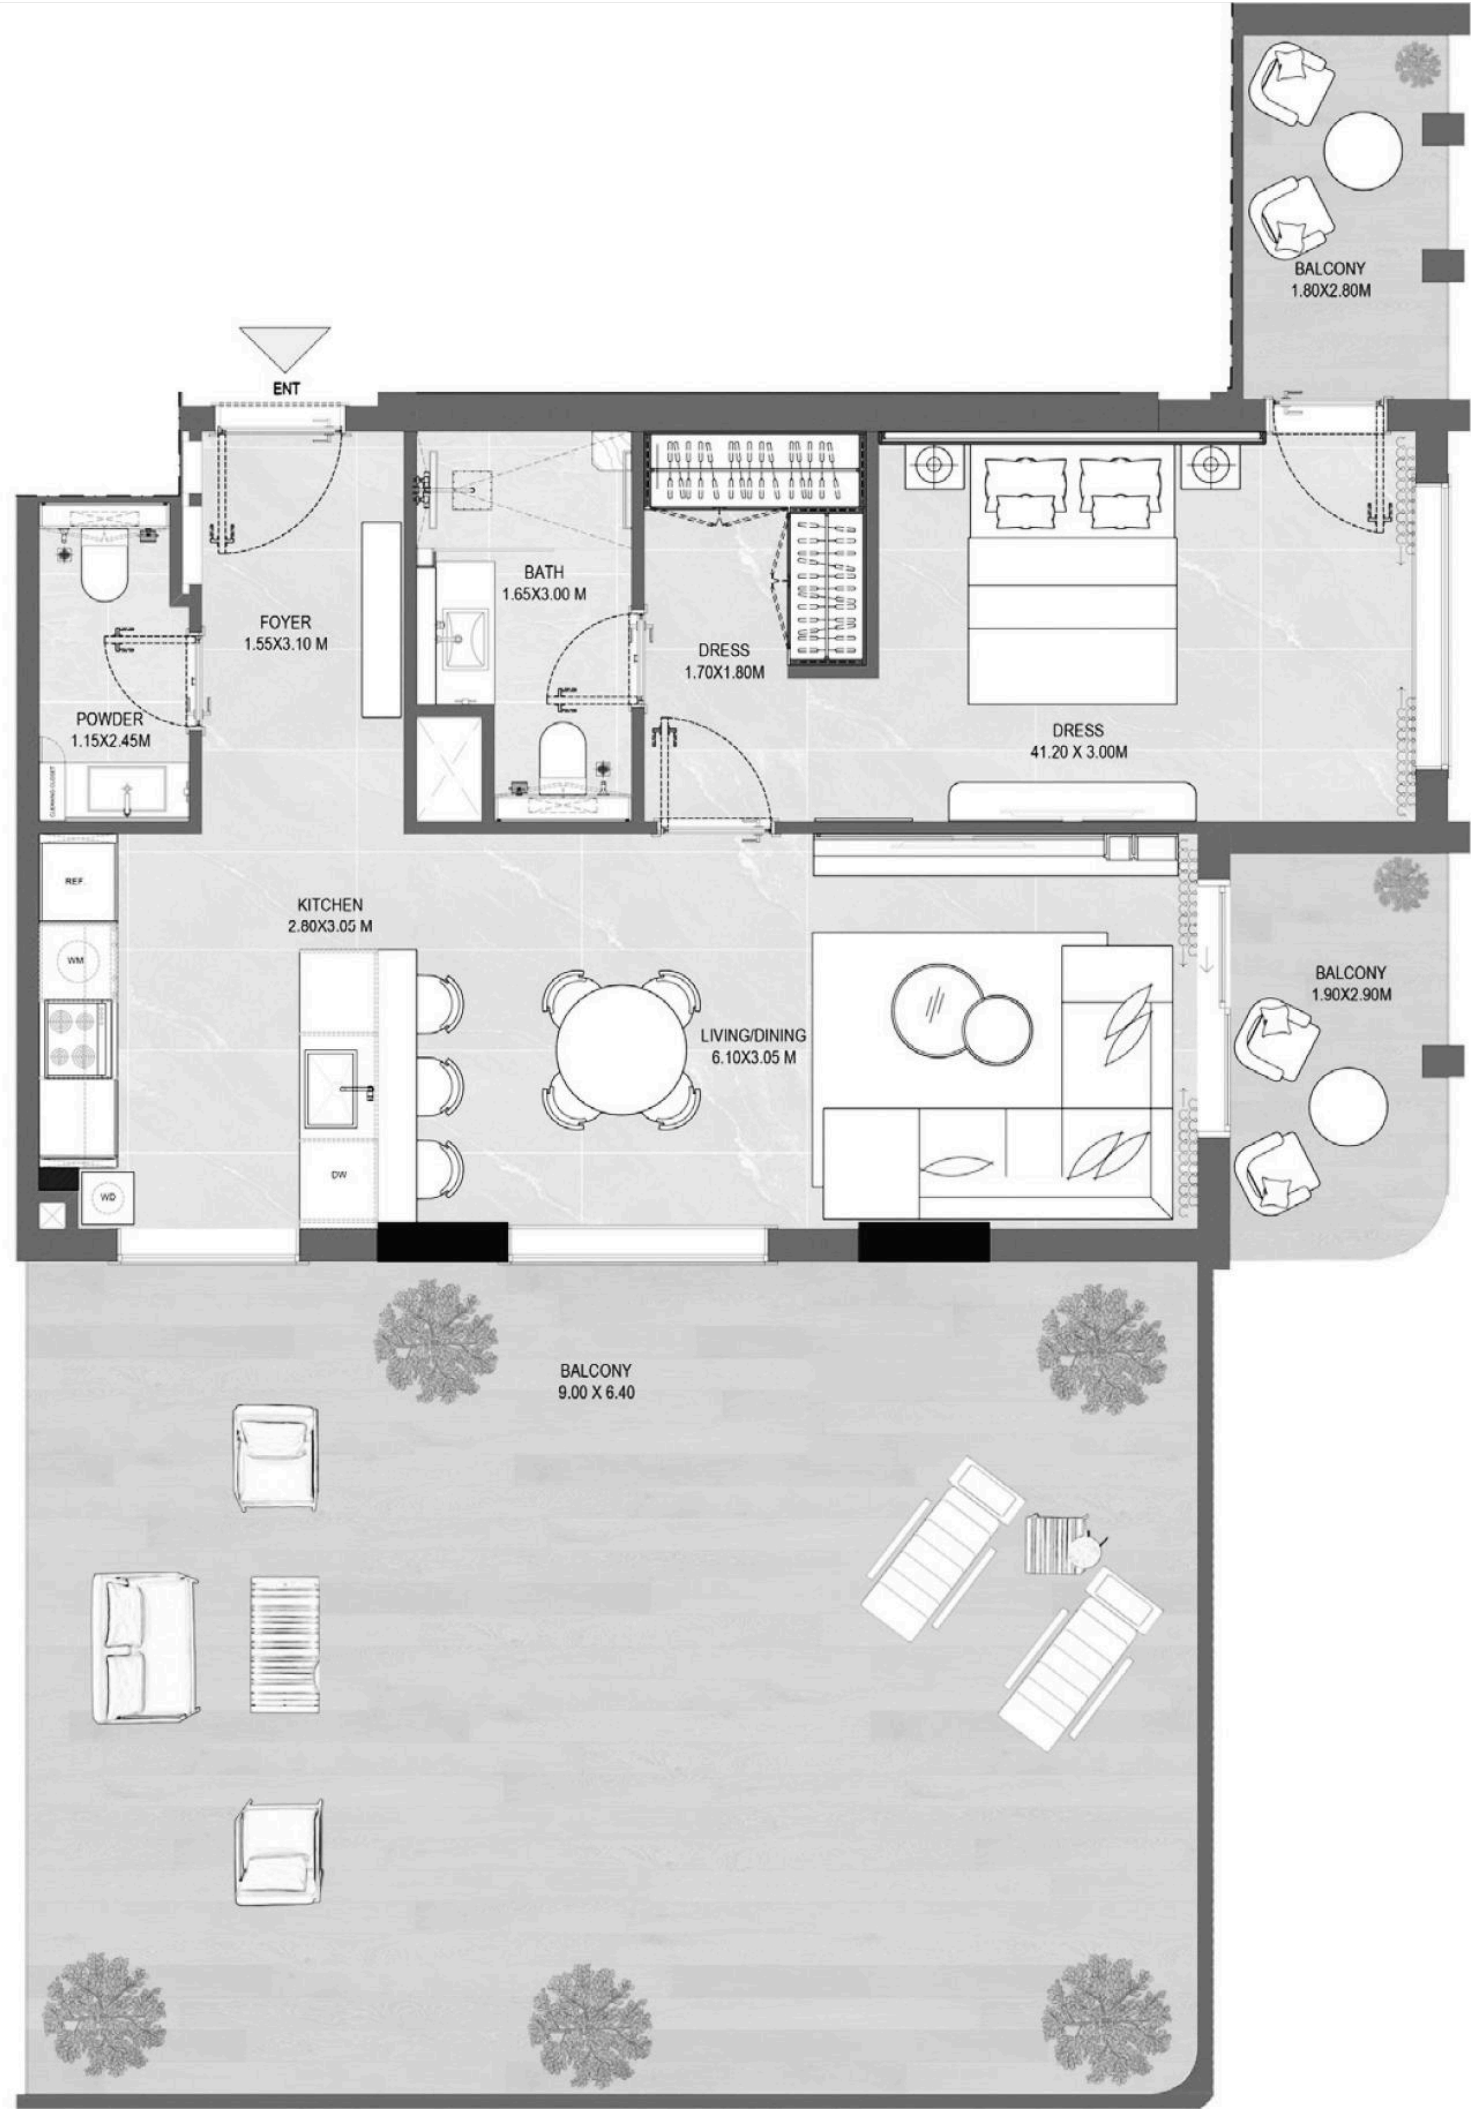 BALCONY
1.80X2.80M
ENT
BATH
1.65X3.00 M
FOYER
1.55X3.10 M
DRESS
1.70X1.80M
POWDER
1.15X2.45M
DRESS
41.20 X 3.00M
CLEANING CLOSET
REF.
KITCHEN
2.80X3.05 M
WM
BALCONY
1.90X2.90M
LIVING/DINING
6.10X3.05 M
DW
WD
BALCONY
9.00 X 6.40